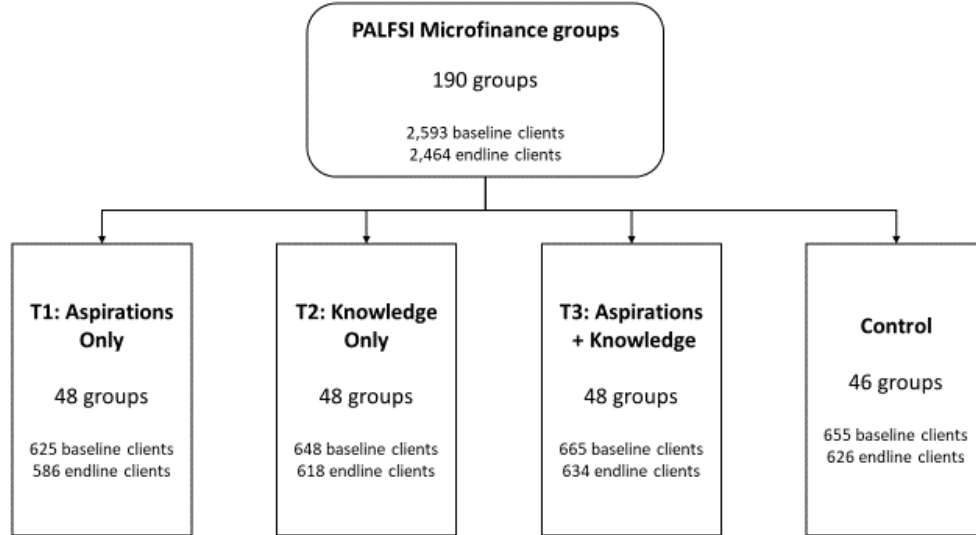 PALFSI Microfinance groups
190 groups
2,593 baseline clients
2,464 endline clients
T1: Aspirations
Only
48 groups
625 baseline clients
586 endline clients
T2: Knowledge
Only
48 groups
648 baseline clients
618 endline clients
T3: Aspirations
+ Knowledge
48 groups
665 baseline clients
634 endline clients
Control
46 groups
655 baseline clients
626 endline clients